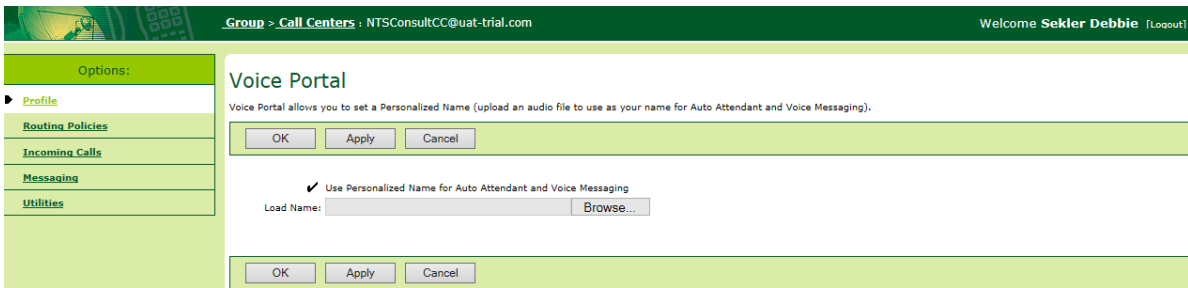 Group > Call Centers : NTSConsultCC@uat-trial.com
Welcome Sekler Debbie [Logout]
Options:
Profile
Routing Policies
Incoming Calls
Messaging
Utilities
Voice Portal
Voice Portal allows you to set a Personalized Name (upload an audio file to use as your name for Auto Attendant and Voice Messaging).
OK Apply Cancel
Use Personalized Name for Auto Attendant and Voice Messaging
Load Name: Browse...
OK Apply Cancel